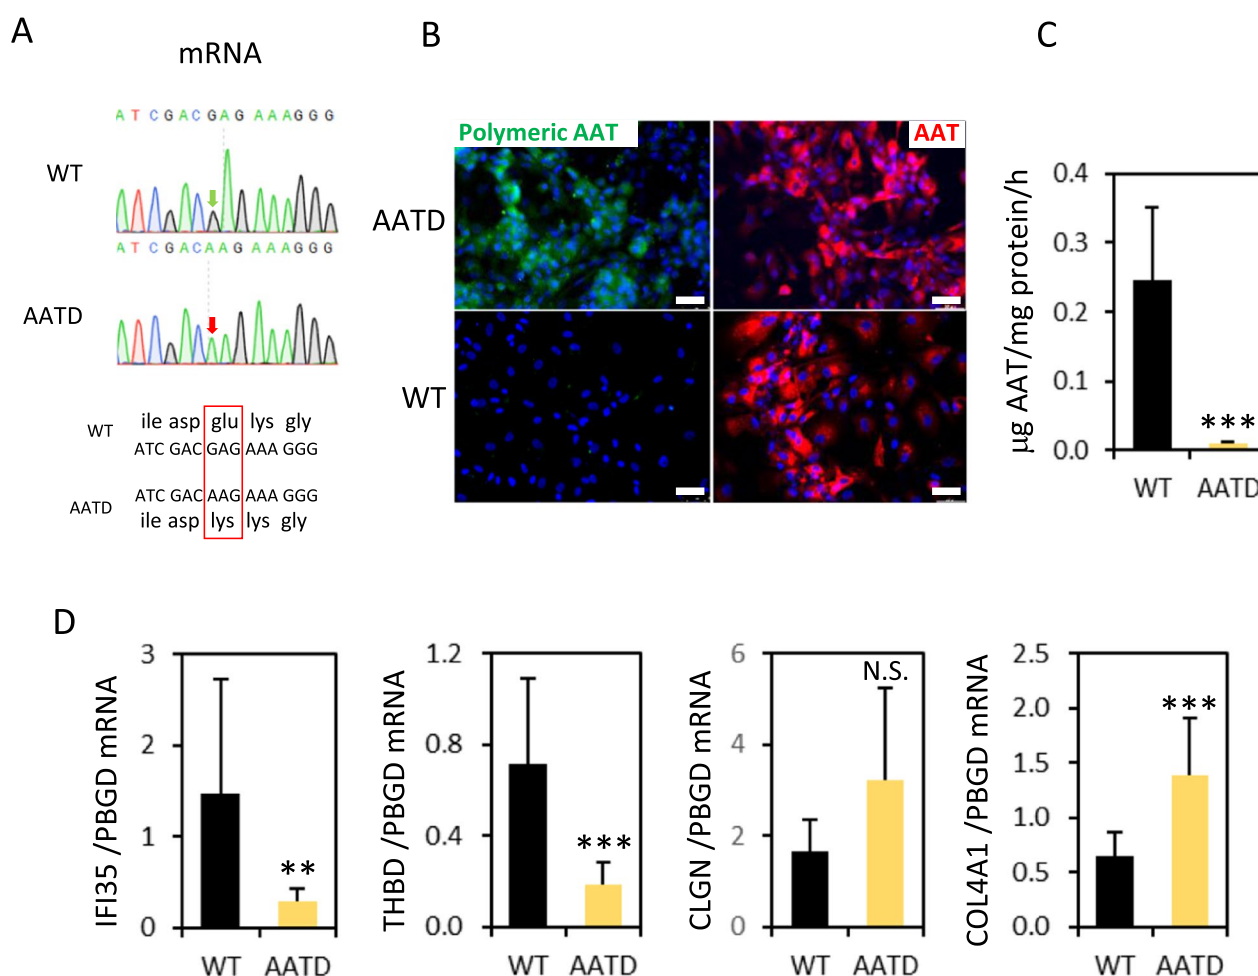 A
mRNA
A T C G A C G A G A A A G G G
WT
A T C G A C A A G A A A G G G
AATD
WT
ile asp glu lys gly
ATC GAC GAG AAA GGG
AATD
ATC GAC AAG AAA GGG
ile asp lys lys gly
B
Polymeric AAT
AAT
AATD
WT
C
µg AAT/mg protein/h
0.4
0.3
0.2
0.1
0.0
***
WT AATD
D
IFI35 /PBGD mRNA
3
2
1
0
**
WT AATD
THBD /PBGD mRNA
1.2
0.8
0.4
0.0
***
WT AATD
CLGN /PBGD mRNA
6
4
2
0
N.S.
WT AATD
COL4A1 /PBGD mRNA
2.5
2.0
1.5
1.0
0.5
0.0
***
WT AATD